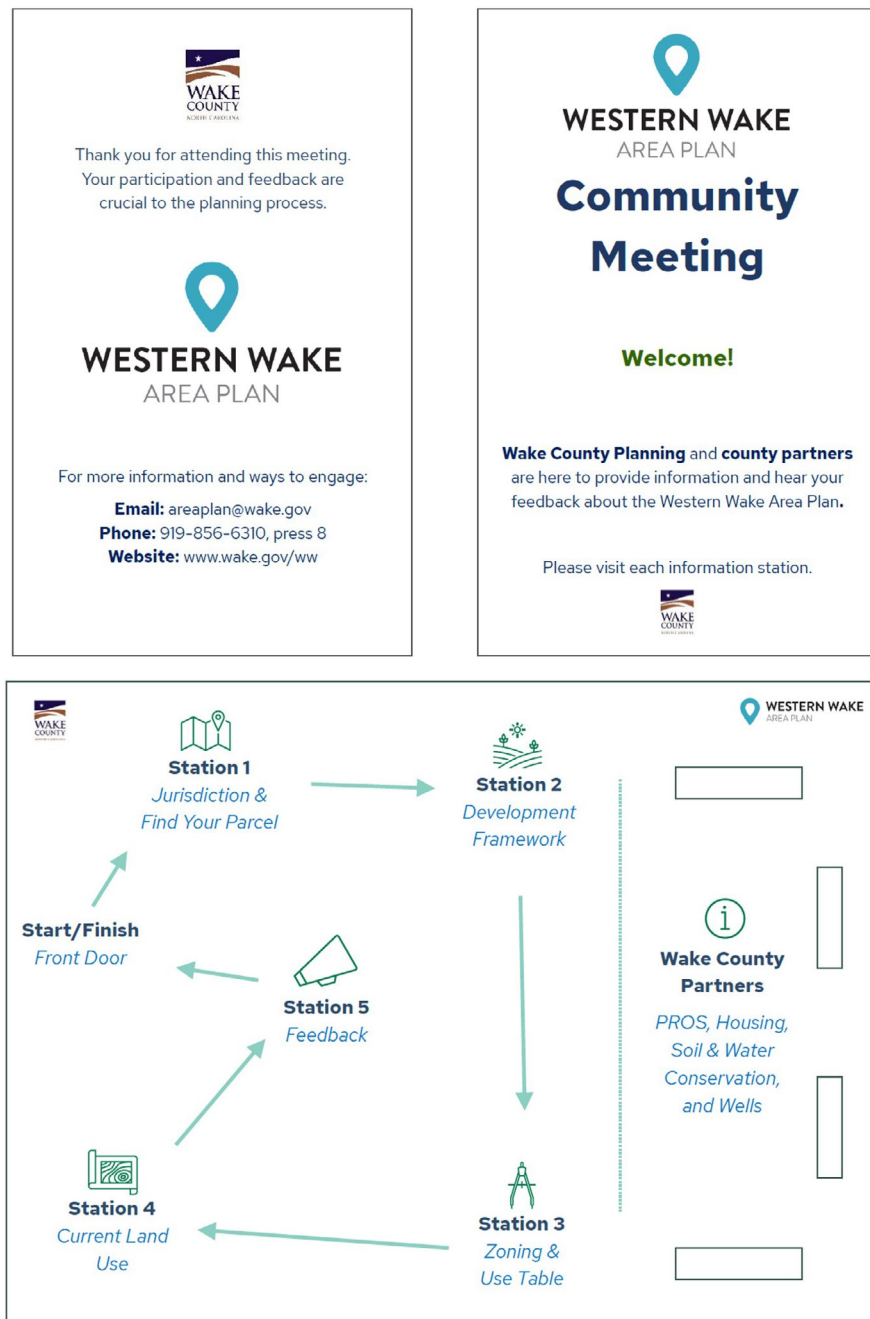 WAKE
COUNTY
NORTH CAROLINA
Thank you for attending this meeting.
Your participation and feedback are
crucial to the planning process.
WESTERN WAKE
AREA PLAN
For more information and ways to engage:
Email: areaplan@wake.gov
Phone: 919-856-6310, press 8
Website: www.wake.gov/ww
WESTERN WAKE
AREA PLAN
Community
Meeting
Welcome!
Wake County Planning and county partners
are here to provide information and hear your
feedback about the Western Wake Area Plan.
Please visit each information station.
WAKE
COUNTY
NORTH CAROLINA
WAKE
COUNTY
NORTH CAROLINA
WESTERN WAKE
AREA PLAN
Station 1
Jurisdiction &
Find Your Parcel
Station 2
Development
Framework
Start/Finish
Front Door
Station 5
Feedback
Wake County
Partners
PROS, Housing,
Soil & Water
Conservation,
and Wells
Station 4
Current Land
Use
Station 3
Zoning &
Use Table